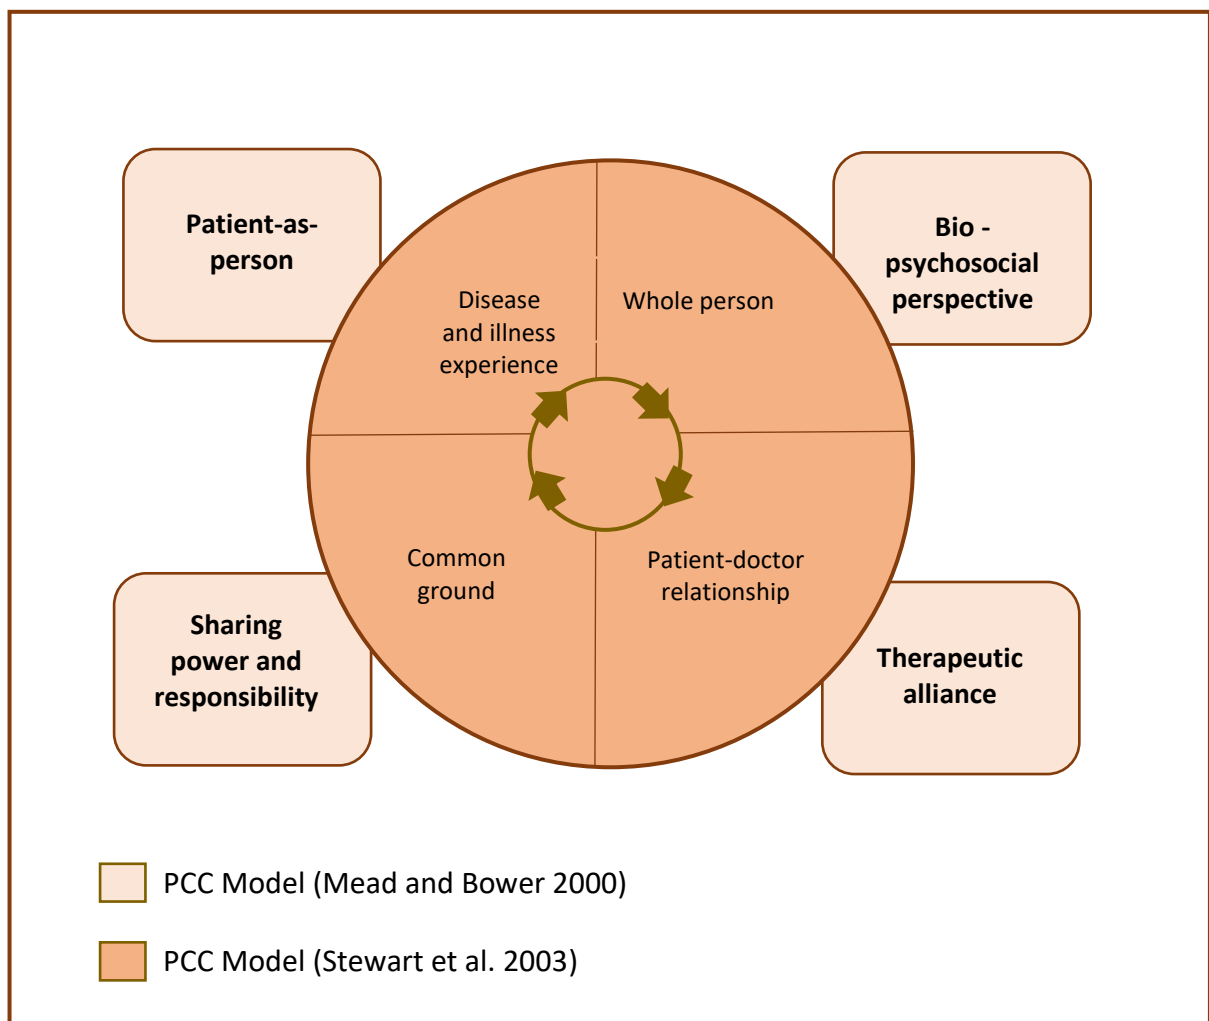 Patient-as-
person
Bio -
psychosocial
perspective
Disease
and illness
experience
Whole person
Common
ground
Patient-doctor
relationship
Sharing
power and
responsibility
Therapeutic
alliance
PCC Model (Mead and Bower 2000)
PCC Model (Stewart et al. 2003)